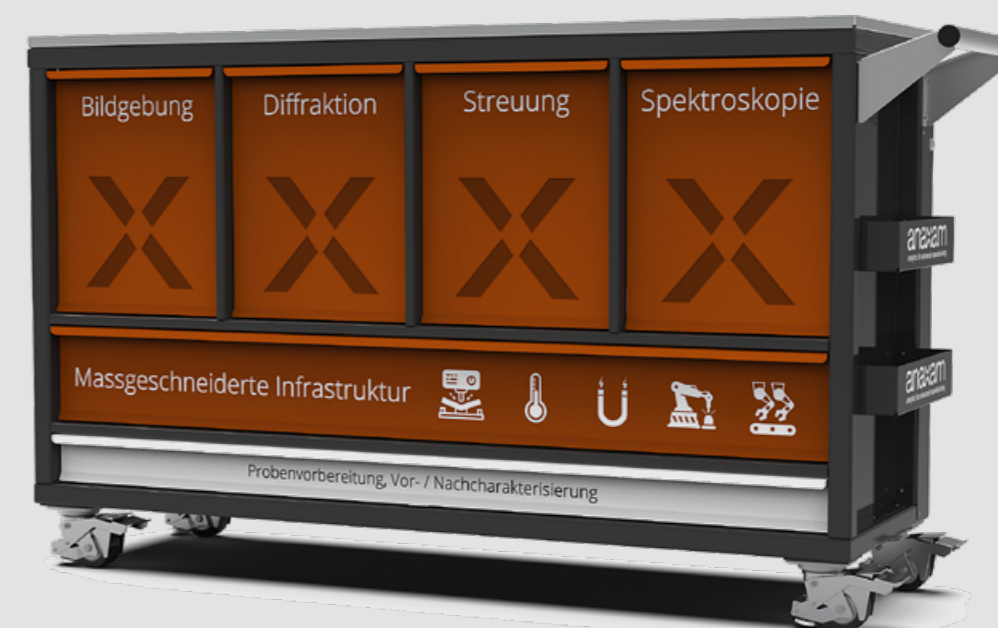 Bildgebung
Diffraktion
Streuung
Spektroskopie
Massgeschneiderte Infrastruktur
Probenvorbereitung, Vor- / Nachcharakterisierung
anaxam
anaxam